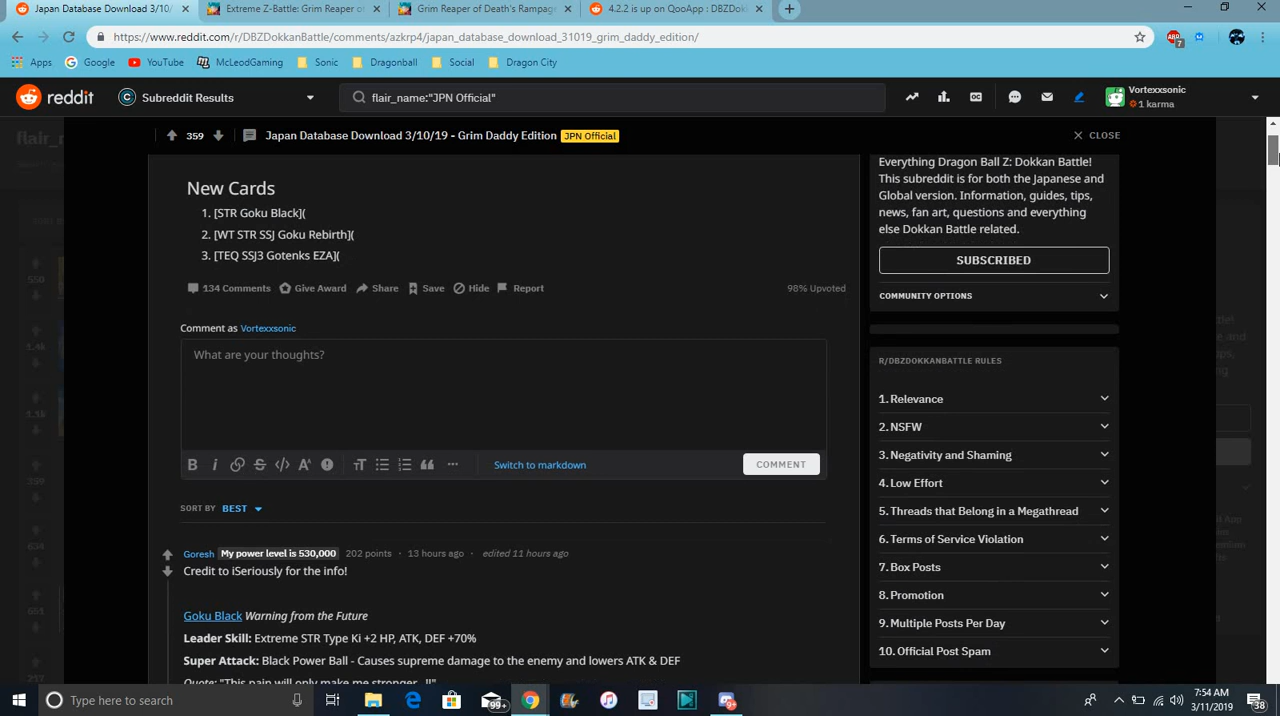 Japan Database Download 3/10/
Extreme Z-Battle: Grim Reaper of
Grim Reaper of Death's Rampag
4.2.2 is up on QooApp : DBZDok
https://www.reddit.com/r/DBZDokkanBattle/comments/azkrp4/japan_database_download_31019_grim_daddy_edition/
7
Apps Google YouTube McLeodGaming Sonic Dragonball Social Dragon City
reddit Subreddit Results flair_name:"JPN Official" Vortexxsonic
1 karma
359 Japan Database Download 3/10/19 - Grim Daddy Edition JPN Official CLOSE
New Cards
1. [STR Goku Black](
2. [WT STR SSJ Goku Rebirth](
3. [TEQ SSJ3 Gotenks EZA](
134 Comments Give Award Share Save Hide Report 98% Upvoted
Comment as Vortexxsonic
What are your thoughts?
Switch to markdown COMMENT
SORT BY BEST
Goresh My power level is 530,000 202 points · 13 hours ago · edited 11 hours ago
Credit to iSeriously for the info!
Goku Black Warning from the Future
Leader Skill: Extreme STR Type Ki +2 HP, ATK, DEF +70%
Super Attack: Black Power Ball - Causes supreme damage to the enemy and lowers ATK & DEF
Quote: "This pain will only make me stronger...!!"
Everything Dragon Ball Z: Dokkan Battle!
This subreddit is for both the Japanese and
Global version. Information, guides, tips,
news, fan art, questions and everything
else Dokkan Battle related.
SUBSCRIBED
COMMUNITY OPTIONS
R/DBZDOKKANBATTLE RULES
1. Relevance
2. NSFW
3. Negativity and Shaming
4. Low Effort
5. Threads that Belong in a Megathread
6. Terms of Service Violation
7. Box Posts
8. Promotion
9. Multiple Posts Per Day
10. Official Post Spam
Type here to search
99+
7:54 AM
3/11/2019
38